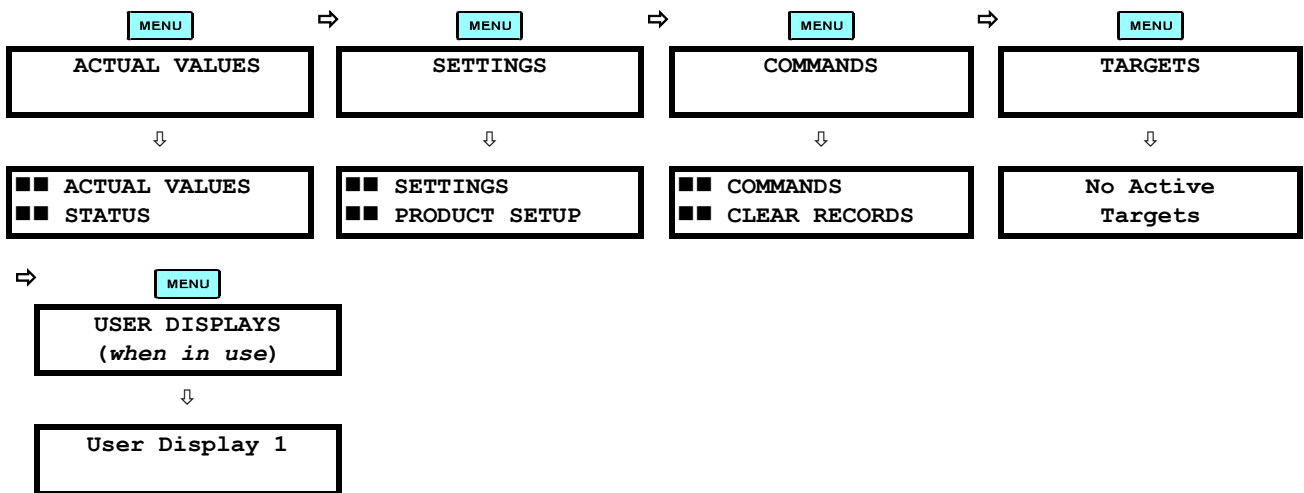 MENU
MENU
MENU
MENU
ACTUAL VALUES
SETTINGS
COMMANDS
TARGETS
■■ ACTUAL VALUES
■■ STATUS
■■ SETTINGS
■■ PRODUCT SETUP
■■ COMMANDS
■■ CLEAR RECORDS
No Active
Targets
MENU
USER DISPLAYS
(when in use)
User Display 1